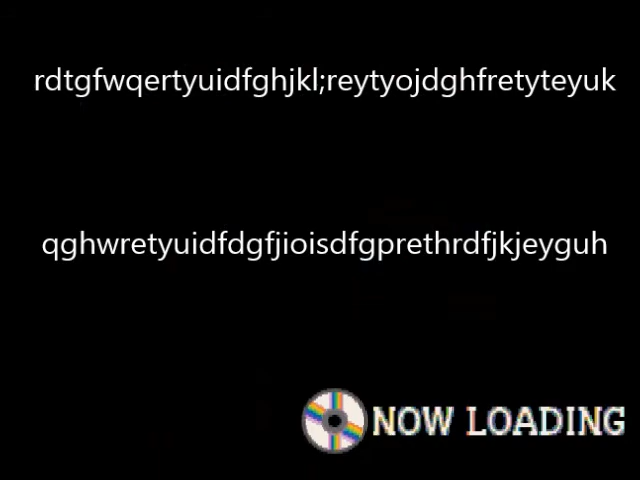 rdtgfwqertyuidfghjkl;reytyojdghfretyteyuk
qghwretyuidfdgfjioisdfgprethrdfjkjeyguh
NOW LOADING